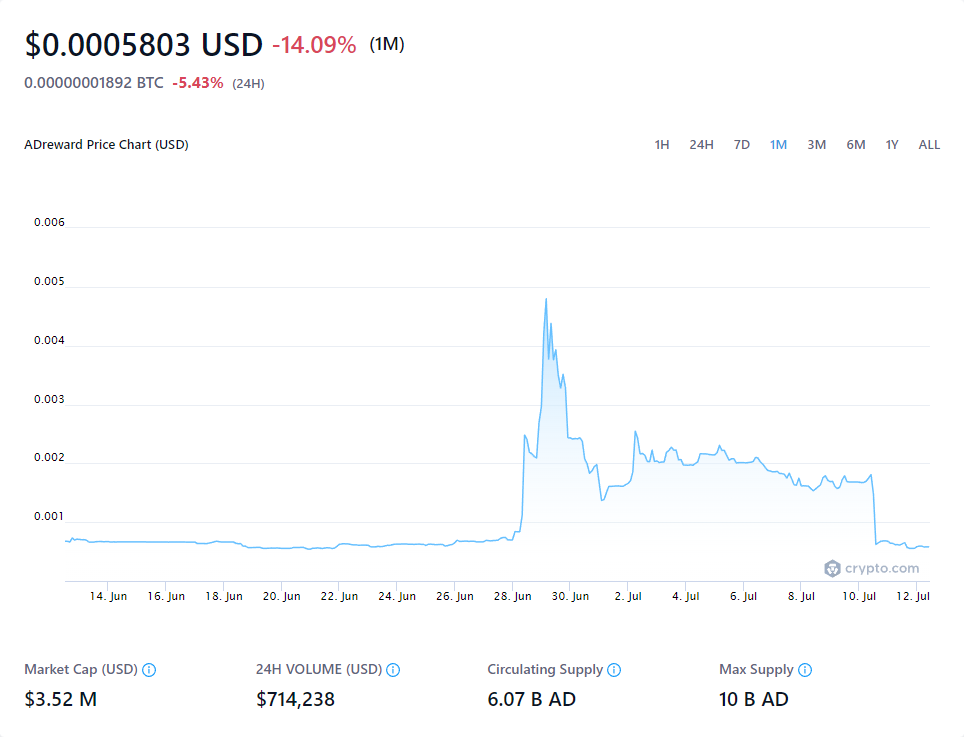 $0.0005803 USD -14.09% (1M)
0.00000001892 BTC -5.43% (24H)
ADreward Price Chart (USD) 1H 24H 7D 1M 3M 6M 1Y ALL
0.006
0.005
0.004
0.003
0.002
0.001
crypto.com
14. Jun 16. Jun 18. Jun 20. Jun 22. Jun 24. Jun 26. Jun 28. Jun 30. Jun 2. Jul 4. Jul 6. Jul 8. Jul 10. Jul 12. Jul
Market Cap (USD) 24H VOLUME (USD) Circulating Supply Max Supply
$3.52 M $714,238 6.07 B AD 10 B AD